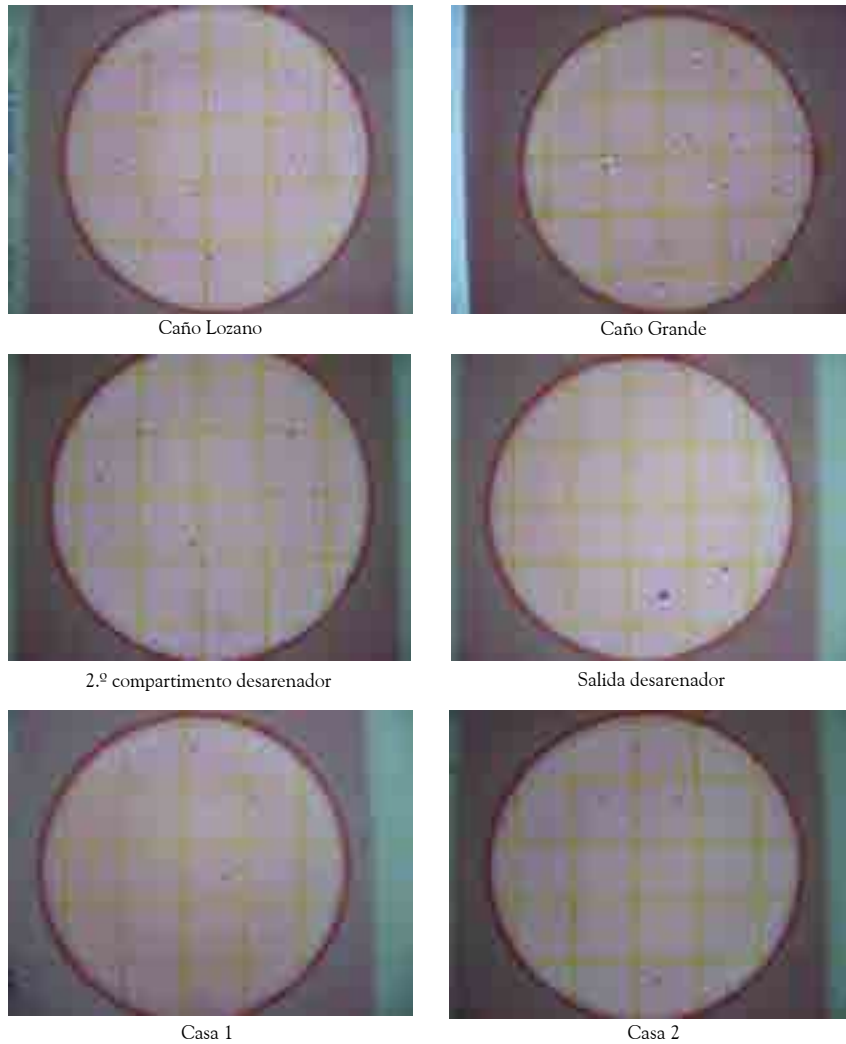 Caño Lozano
Caño Grande
2.º compartimento desarenador
Salida desarenador
Casa 1
Casa 2